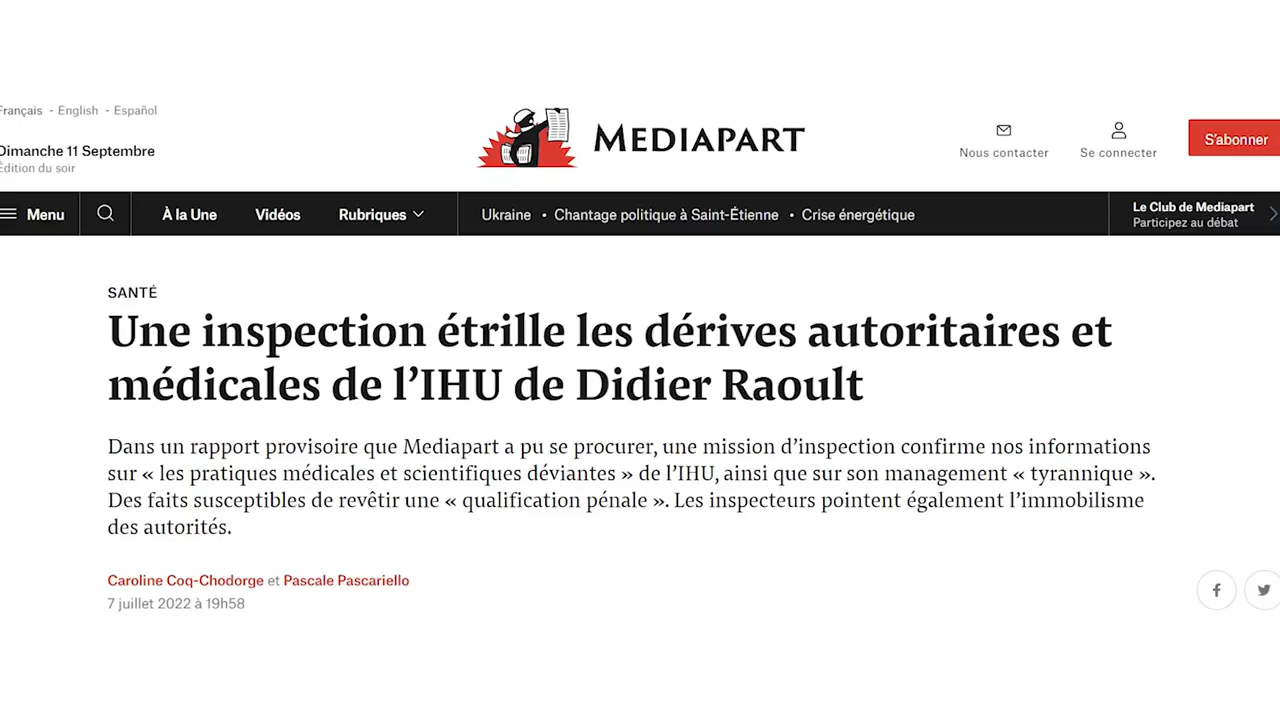 Français - English - Español
Dimanche 11 Septembre
Édition du soir
MEDIAPART
Nous contacter
Se connecter
S'abonner
Menu
À la Une
Vidéos
Rubriques
Ukraine • Chantage politique à Saint-Étienne • Crise énergétique
Le Club de Mediapart
Participez au débat
SANTÉ
Une inspection étrille les dérives autoritaires et
médicales de l’IHU de Didier Raoult
Dans un rapport provisoire que Mediapart a pu se procurer, une mission d’inspection confirme nos informations
sur « les pratiques médicales et scientifiques déviantes » de l’IHU, ainsi que sur son management « tyrannique ».
Des faits susceptibles de revêtir une « qualification pénale ». Les inspecteurs pointent également l’immobilisme
des autorités.
Caroline Coq-Chodorge et Pascale Pascariello
7 juillet 2022 à 19h58